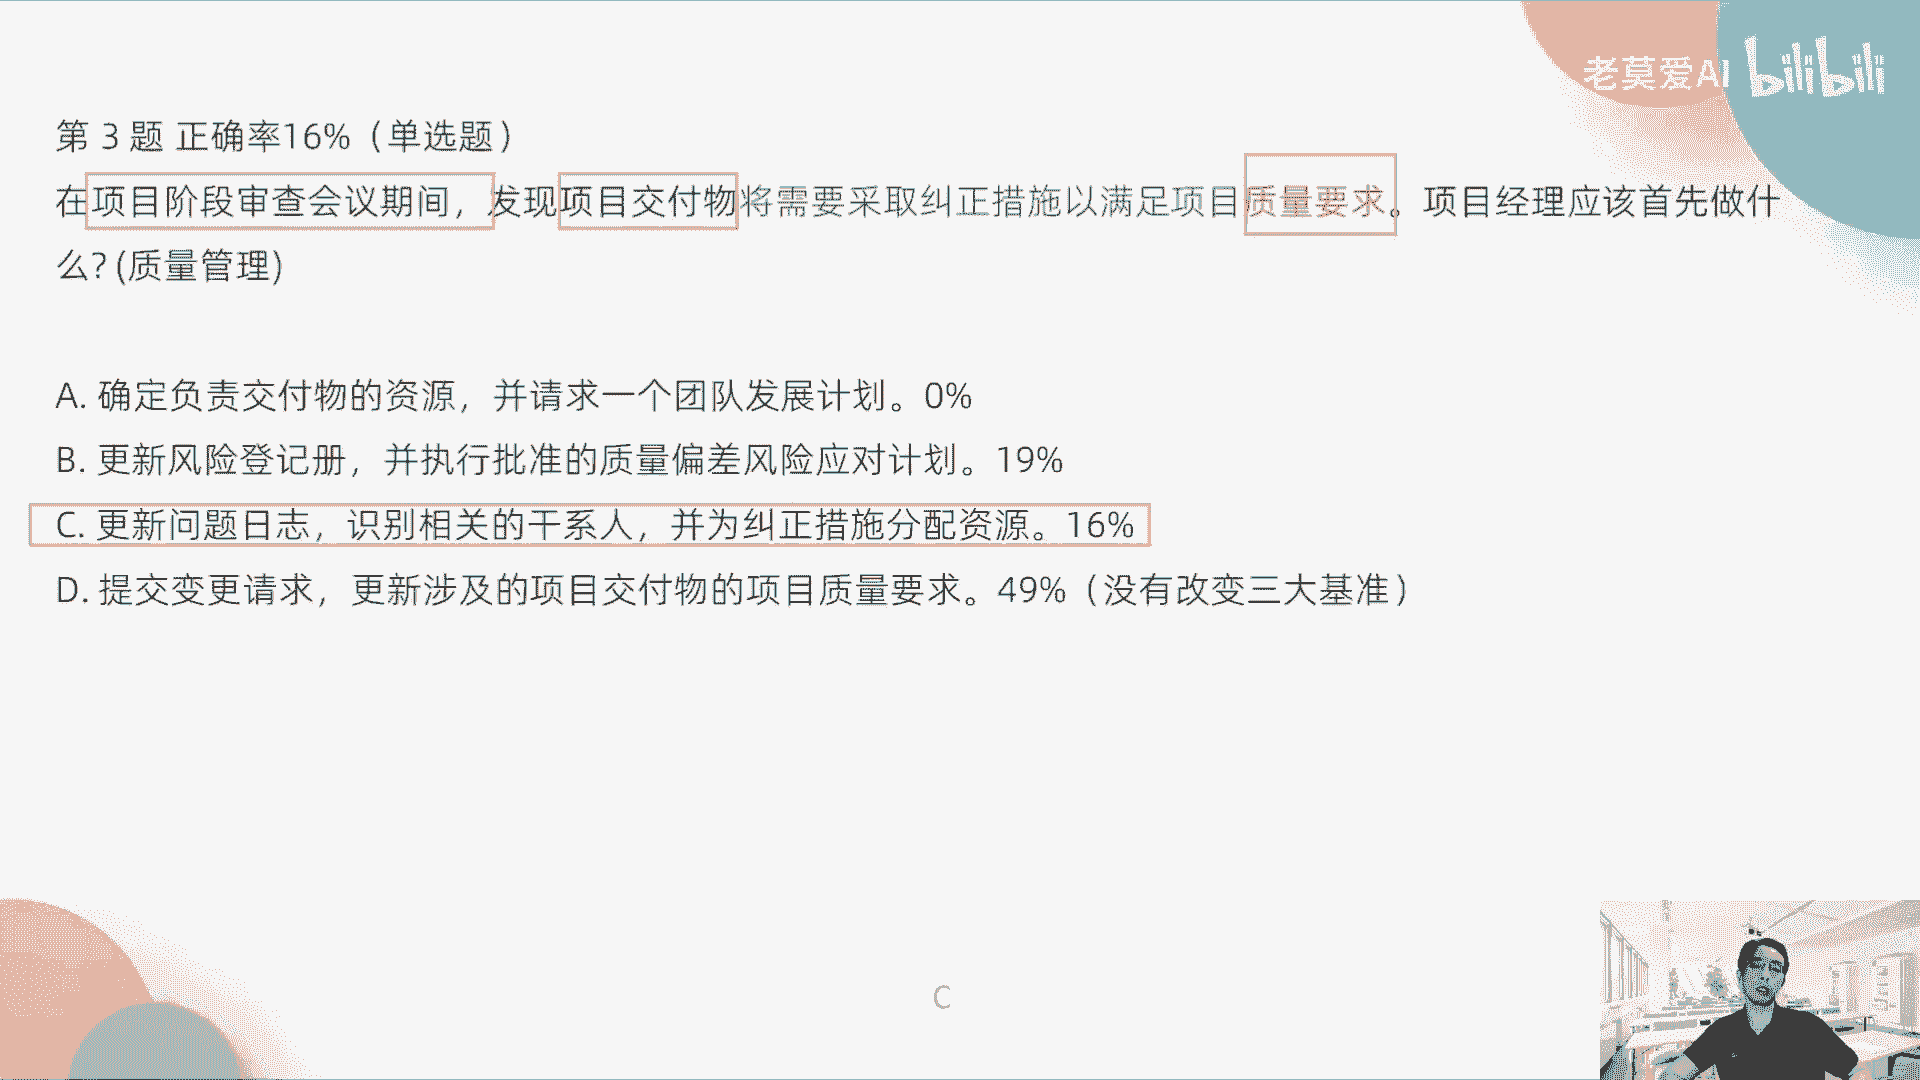 老莫爱AI bilibili
第 3 题 正确率16%（单选题）
在项目阶段审查会议期间，发现项目交付物将需要采取纠正措施以满足项目质量要求。项目经理应该首先做什
么? (质量管理)
A. 确定负责交付物的资源，并请求一个团队发展计划。0%
B. 更新风险登记册，并执行批准的质量偏差风险应对计划。19%
C. 更新问题日志，识别相关的干系人，并为纠正措施分配资源。16%
D. 提交变更请求，更新涉及的项目交付物的项目质量要求。49%（没有改变三大基准）
C